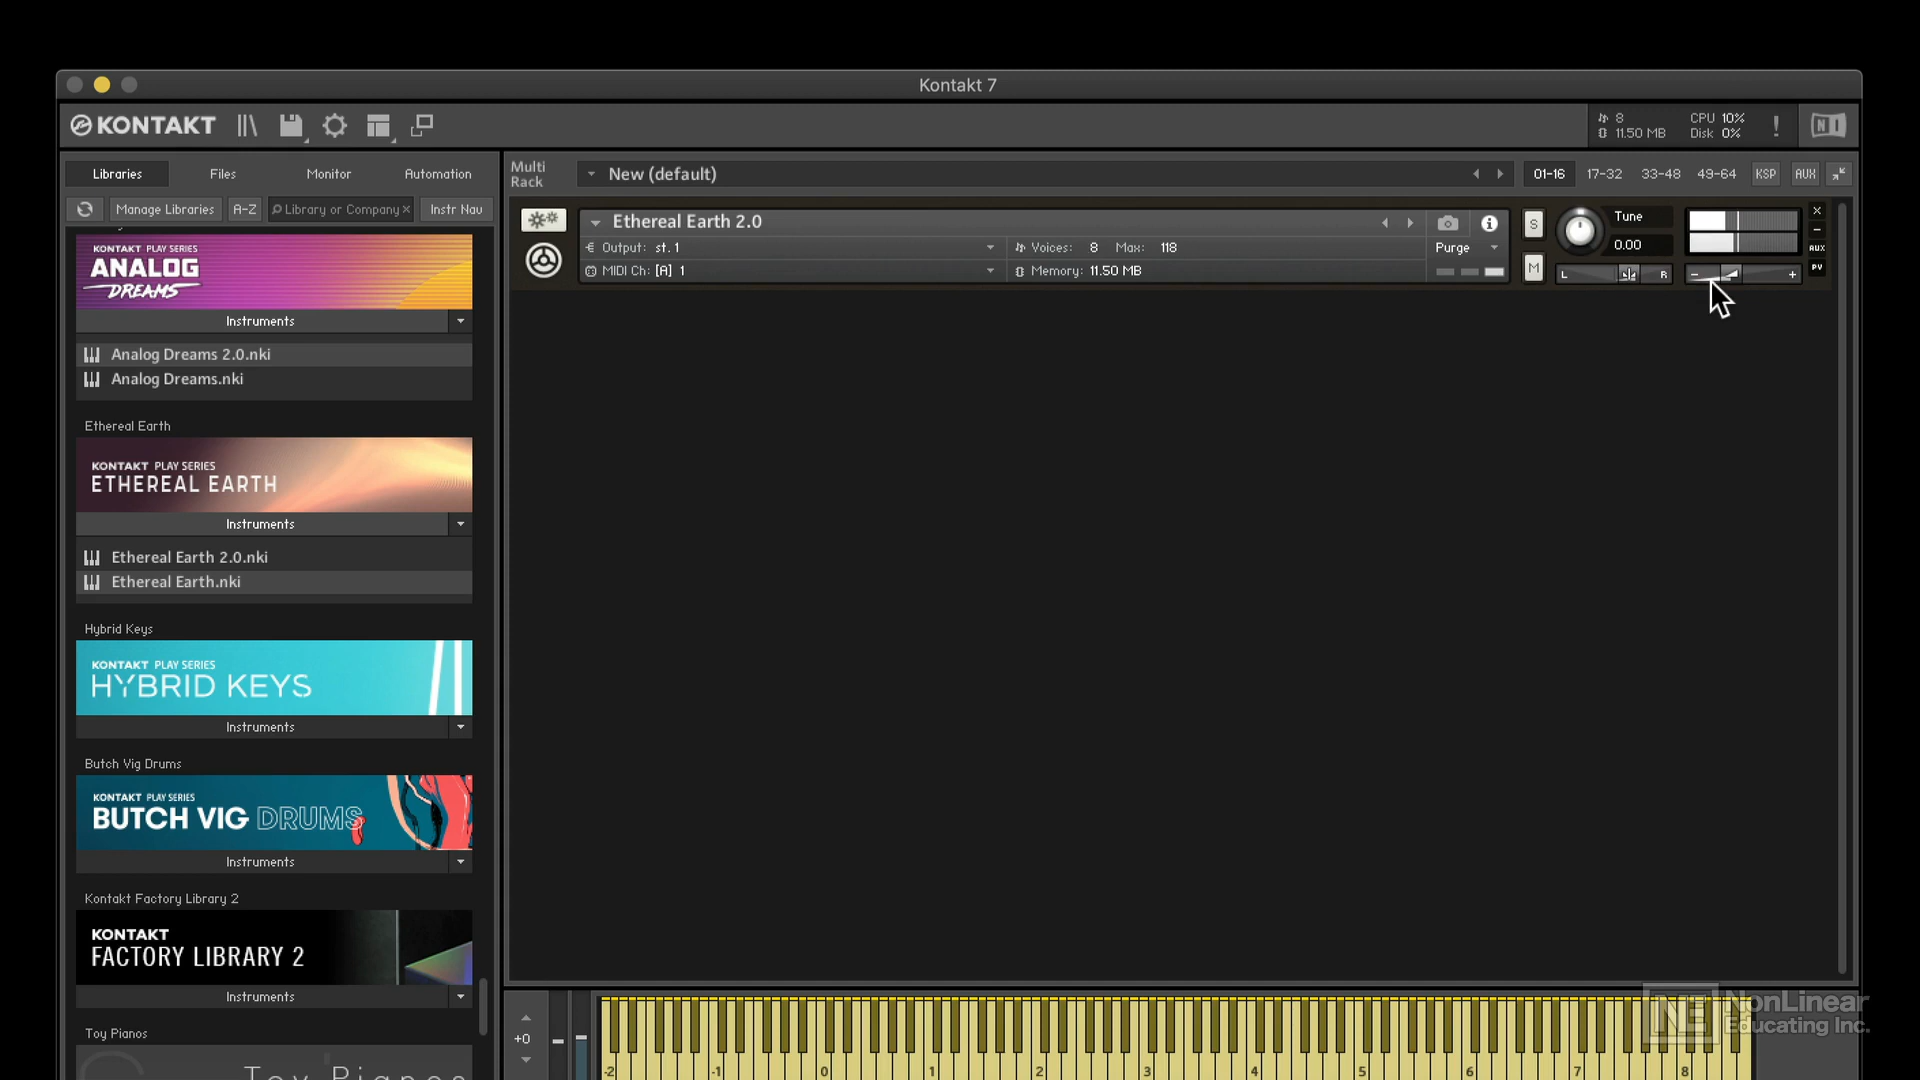 Kontakt 7
KONTAKT
8
11.50 MB
CPU 10%
Disk 0%
!
NI
Libraries
Files
Monitor
Automation
Manage Libraries
A-Z
Library or Company
×
Instr Nav
KONTAKT PLAY SERIES
ANALOG
DREAMS
Instruments
Analog Dreams 2.0.nki
Analog Dreams.nki
Ethereal Earth
KONTAKT PLAY SERIES
ETHEREAL EARTH
Instruments
Ethereal Earth 2.0.nki
Ethereal Earth.nki
Hybrid Keys
KONTAKT PLAY SERIES
HYBRID KEYS
Instruments
Butch Vig Drums
KONTAKT PLAY SERIES
BUTCH VIG DRUMS
Instruments
Kontakt Factory Library 2
KONTAKT
FACTORY LIBRARY 2
Instruments
Toy Pianos
Toy Pianos
Multi
Rack
New (default)
01-16
17-32
33-48
49-64
KSP
AUX
Ethereal Earth 2.0
Output: st. 1
Voices: 8 Max: 118
Purge
MIDI Ch: [A] 1
Memory: 11.50 MB
S
M
Tune
0.00
L
R
-
+
×
-
AUX
PV
+0
-2 -1 0 1 2 3 4 5 6 7 8
NE
NonLinear
Educating Inc.